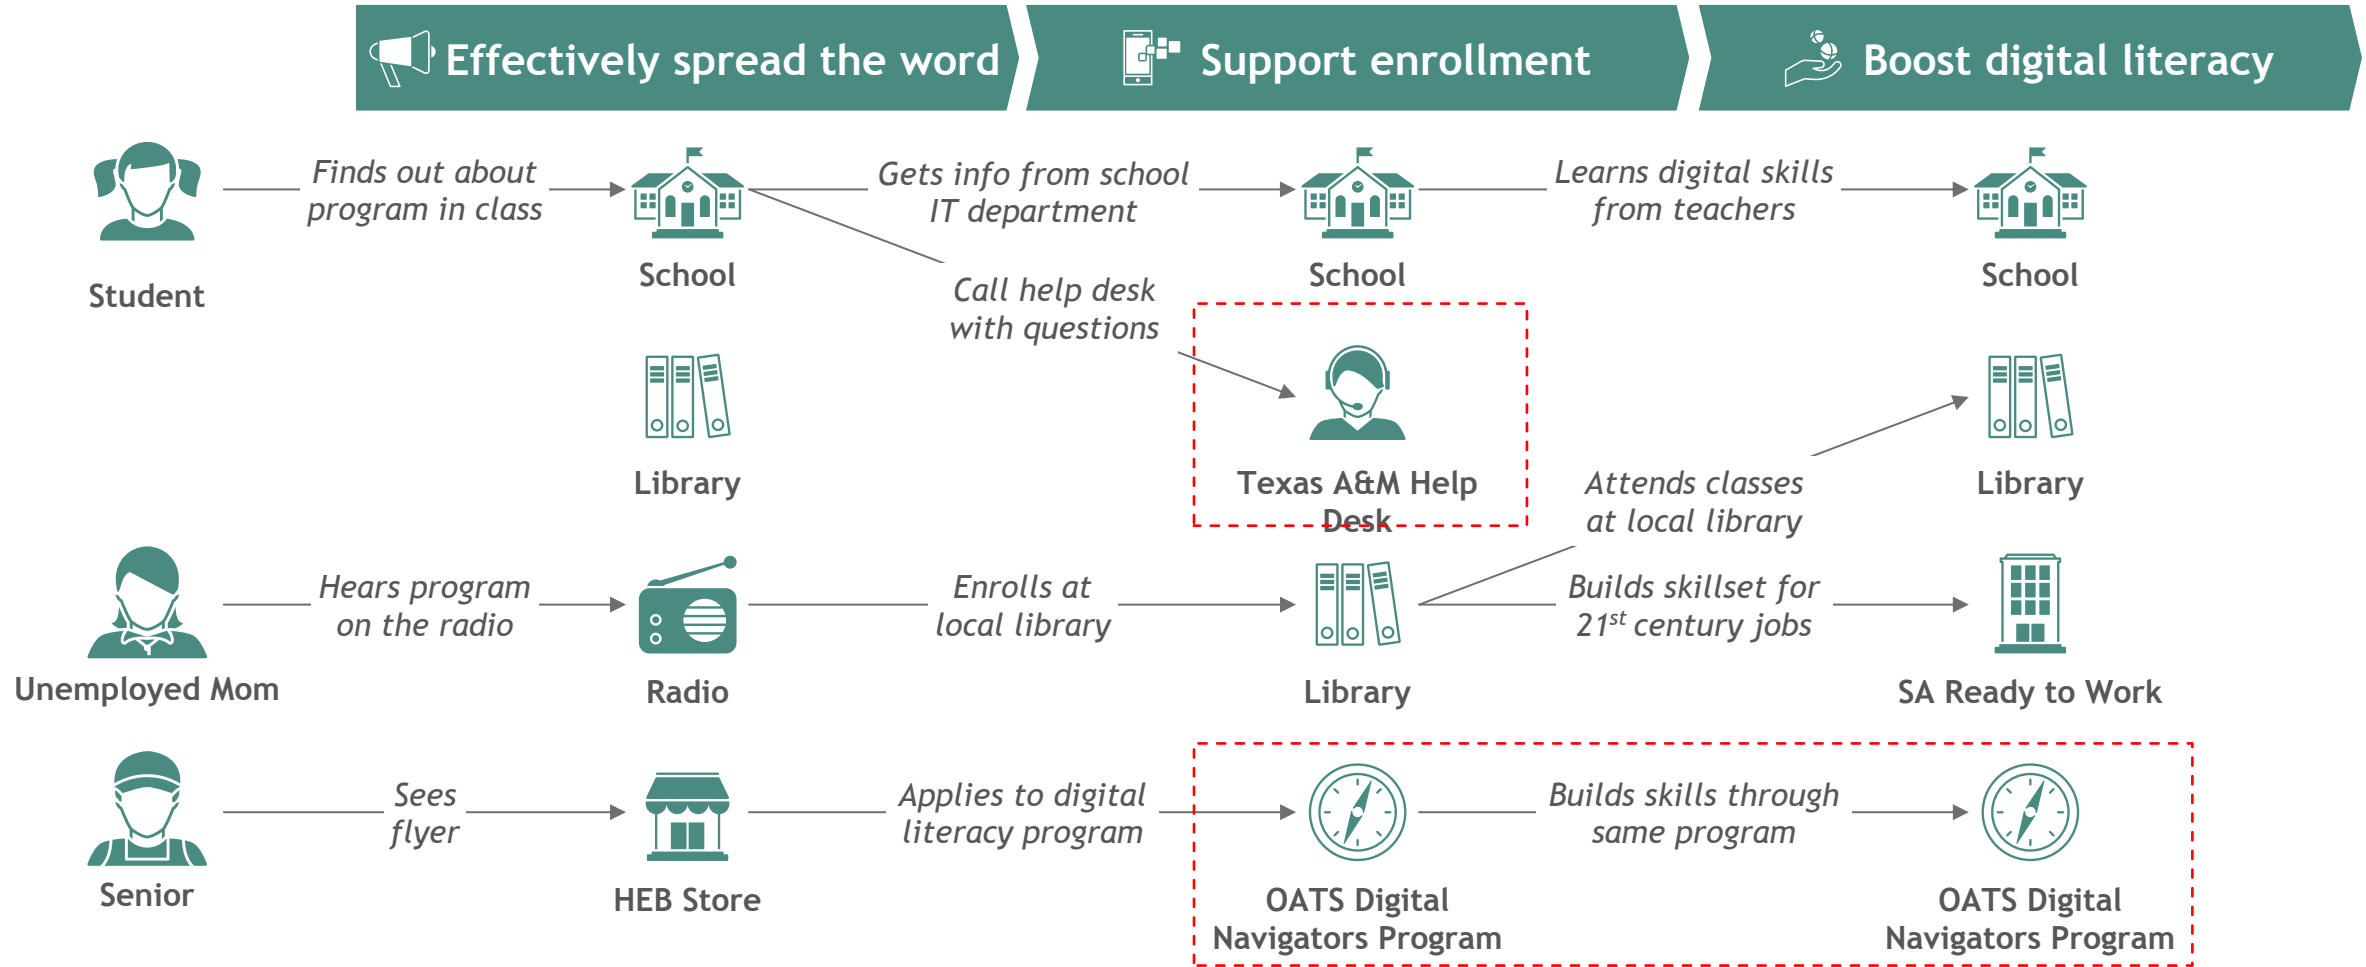 Effectively spread the word
Support enrollment
Boost digital literacy
Finds out about
program in class
Gets info from school
IT department
Learns digital skills
from teachers
Student
School
School
School
Call help desk
with questions
Library
Texas A&M Help
Desk
Attends classes
at local library
Library
Hears program
on the radio
Enrolls at
local library
Builds skillset for
21st century jobs
Unemployed Mom
Radio
Library
SA Ready to Work
Sees
flyer
Applies to digital
literacy program
Builds skills through
same program
Senior
HEB Store
OATS Digital
Navigators Program
OATS Digital
Navigators Program